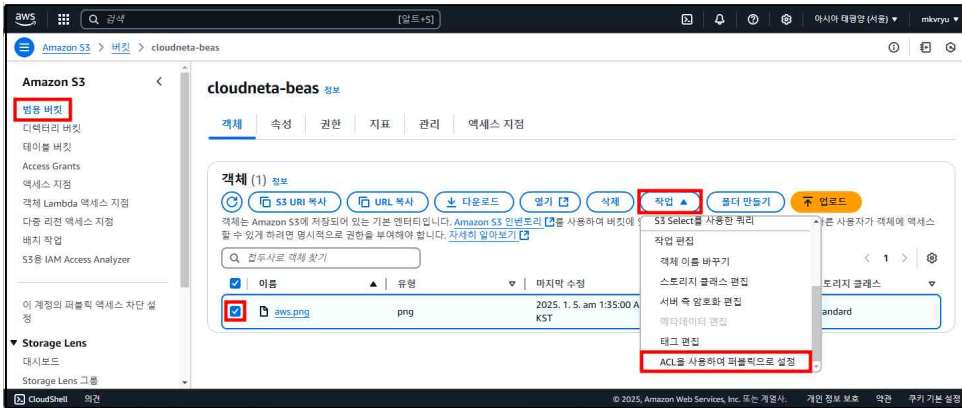 aws
검색
[알트+S]
아시아 태평양 (서울) ▼
mkvryu ▼
Amazon S3 > 버킷 > cloudneta-beas
Amazon S3
범용 버킷
디렉터리 버킷
테이블 버킷
Access Grants
액세스 지점
객체 Lambda 액세스 지점
다중 리전 액세스 지점
배치 작업
S3용 IAM Access Analyzer
이 계정의 퍼블릭 액세스 차단 설
정
▼ Storage Lens
대시보드
Storage Lens 그룹
cloudneta-beas 정보
객체 속성 권한 지표 관리 액세스 지점
객체 (1) 정보
S3 URI 복사 URL 복사 다운로드 열기 삭제 작업 ▲ 폴더 만들기 업로드
객체는 Amazon S3에 저장되어 있는 기본 엔터티입니다. Amazon S3 인벤토리를 사용하여 버킷에 있 른 사용자가 객체에 액세스
할 수 있게 하려면 명시적으로 권한을 부여해야 합니다. 자세히 알아보기
접두사로 객체 찾기
1
이름 ▲ 유형 ▽ 마지막 수정 토리지 클래스 ▽
aws.png png 2025. 1. 5. am 1:35:00 A
KST
andard
S3 Select를 사용한 쿼리
작업 편집
객체 이름 바꾸기
스토리지 클래스 편집
서버 측 암호화 편집
메타데이터 편집
태그 편집
ACL을 사용하여 퍼블릭으로 설정
CloudShell 의견
© 2025, Amazon Web Services, Inc. 또는 계열사. 개인 정보 보호 약관 쿠키 기본 설정